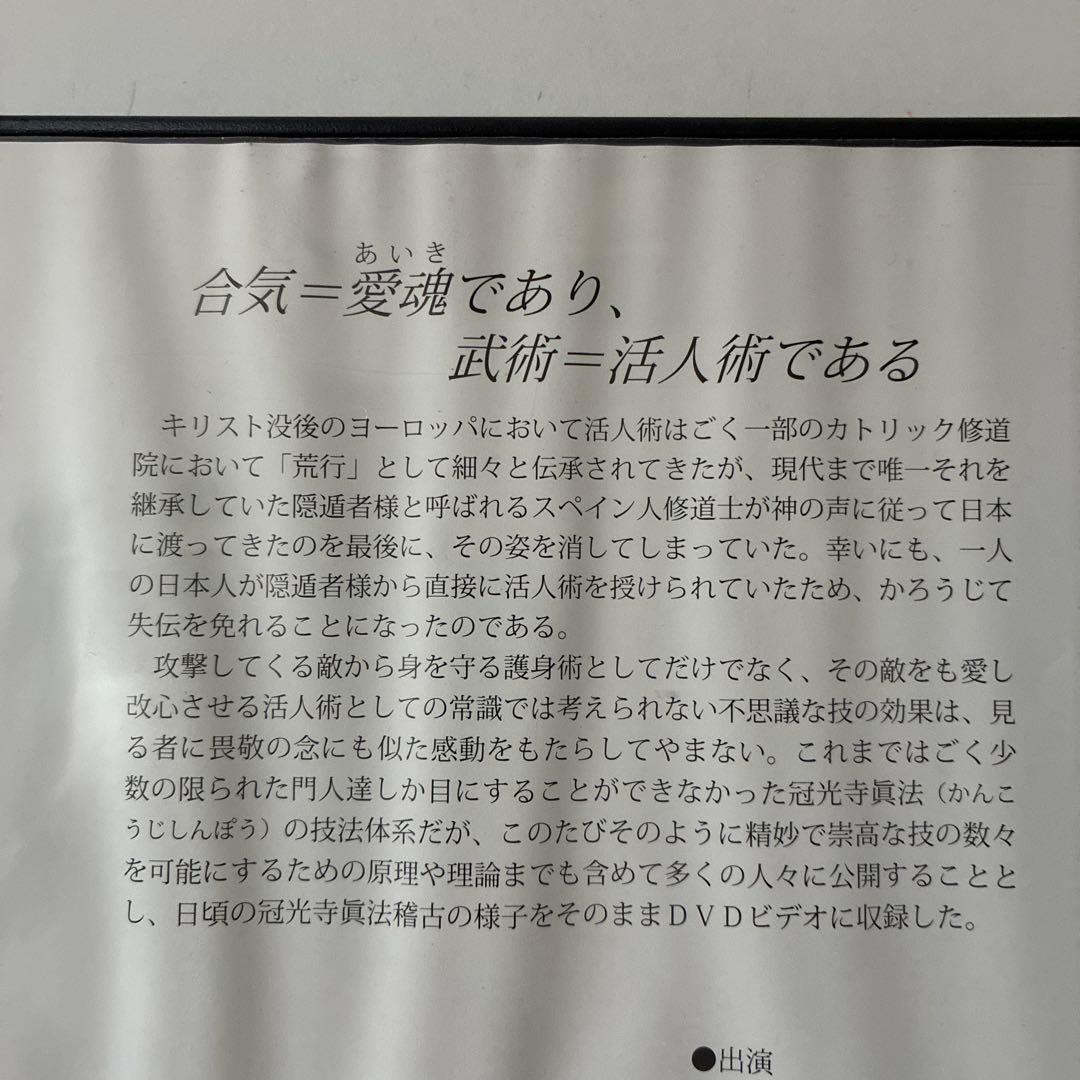 あいき
合気＝愛魂であり、
武術＝活人術である
キリスト没後のヨーロッパにおいて活人術はごく一部のカトリック修道
院において「荒行」として細々と伝承されてきたが、現代まで唯一それを
継承していた隠遁者様と呼ばれるスペイン人修道士が神の声に従って日本
に渡ってきたのを最後に、その姿を消してしまっていた。幸いにも、一人
の日本人が隠遁者様から直接に活人術を授けられていたため、かろうじて
失伝を免れることになったのである。
攻撃してくる敵から身を守る護身術としてだけでなく、その敵をも愛し
改心させる活人術としての常識では考えられない不思議な技の効果は、見
る者に畏敬の念にも似た感動をもたらしてやまない。これまではごく少
数の限られた門人達しか目にすることができなかった冠光寺眞法（かんこ
うじしんぽう）の技法体系だが、このたびそのように精妙で崇高な技の数々
を可能にするための原理や理論までも含めて多くの人々に公開することと
し、日頃の冠光寺眞法稽古の様子をそのままＤＶＤビデオに収録した。
●出演